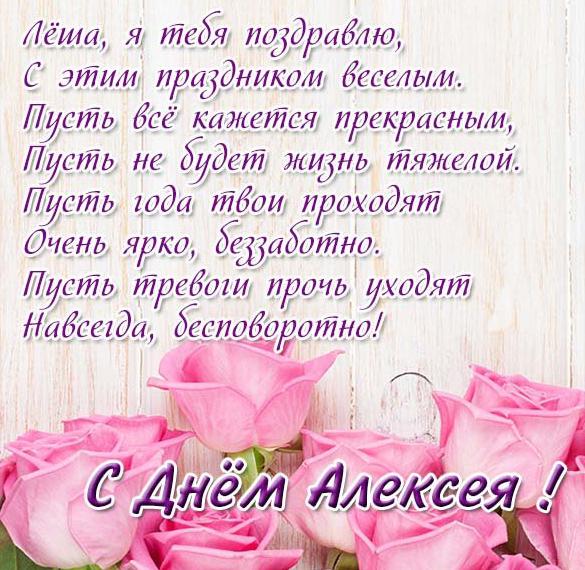 Лёша, я тебя поздравлю,
С этим праздником веселым.
Пусть всё кажется прекрасным,
Пусть не будет жизнь тяжелой.
Пусть года твои проходят
Очень ярко, беззаботно.
Пусть тревоги прочь уходят
Навсегда, бесповоротно!
С Днём Алексея !